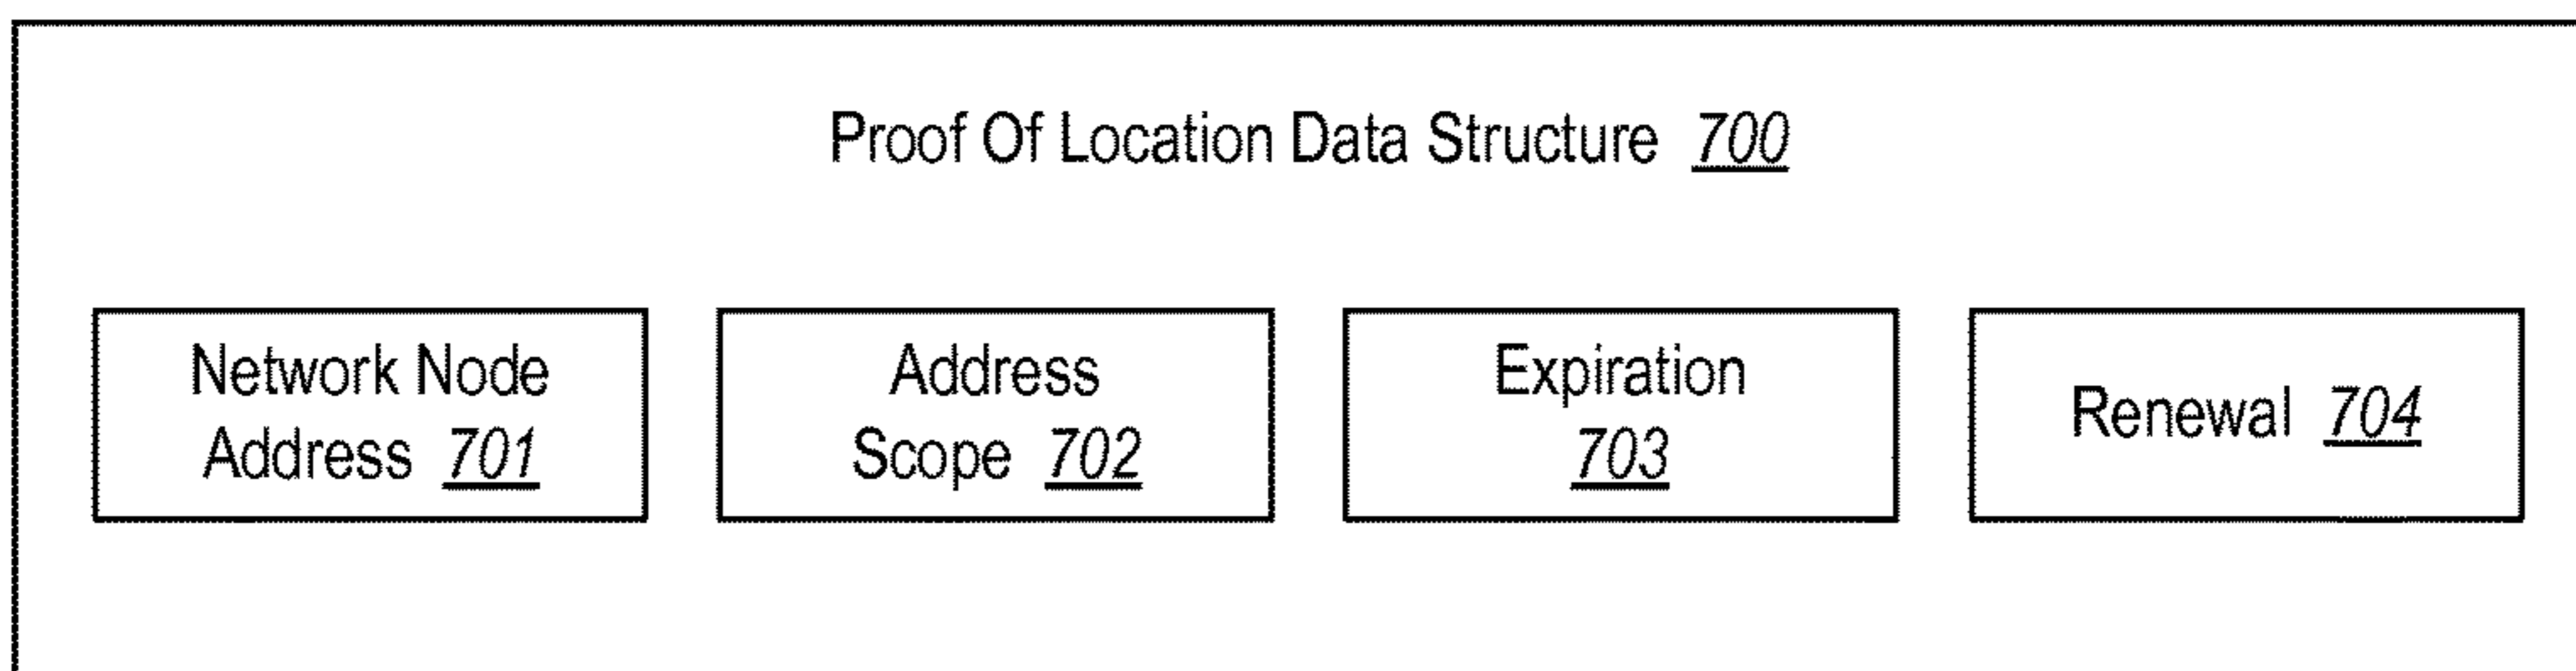 Proof Of Location Data Structure 700
Network Node
Address 701
Address
Scope 702
Expiration
703
Renewal 704